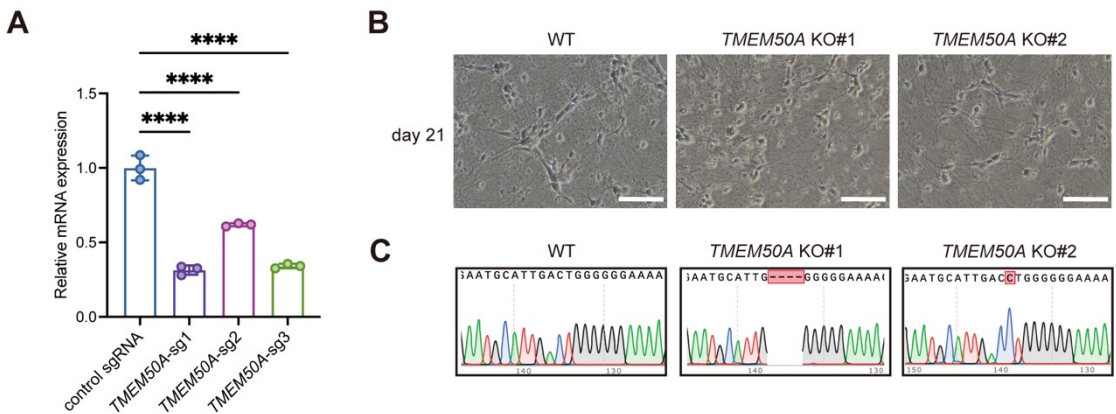 A
****
****
****
Relative mRNA expression
1.5
1.0
0.5
0.0
control sgRNA
TMEM50A-sg1
TMEM50A-sg2
TMEM50A-sg3
B
WT
TMEM50A KO#1
TMEM50A KO#2
day 21
C
WT
TMEM50A KO#1
TMEM50A KO#2
GAATGCATTGACTGGGGGGAAAA
GAATGCATTG----GGGGGAAAA
GAATGCATTGACCTGGGGGGAAAA
140 130
140 130
150 140 130